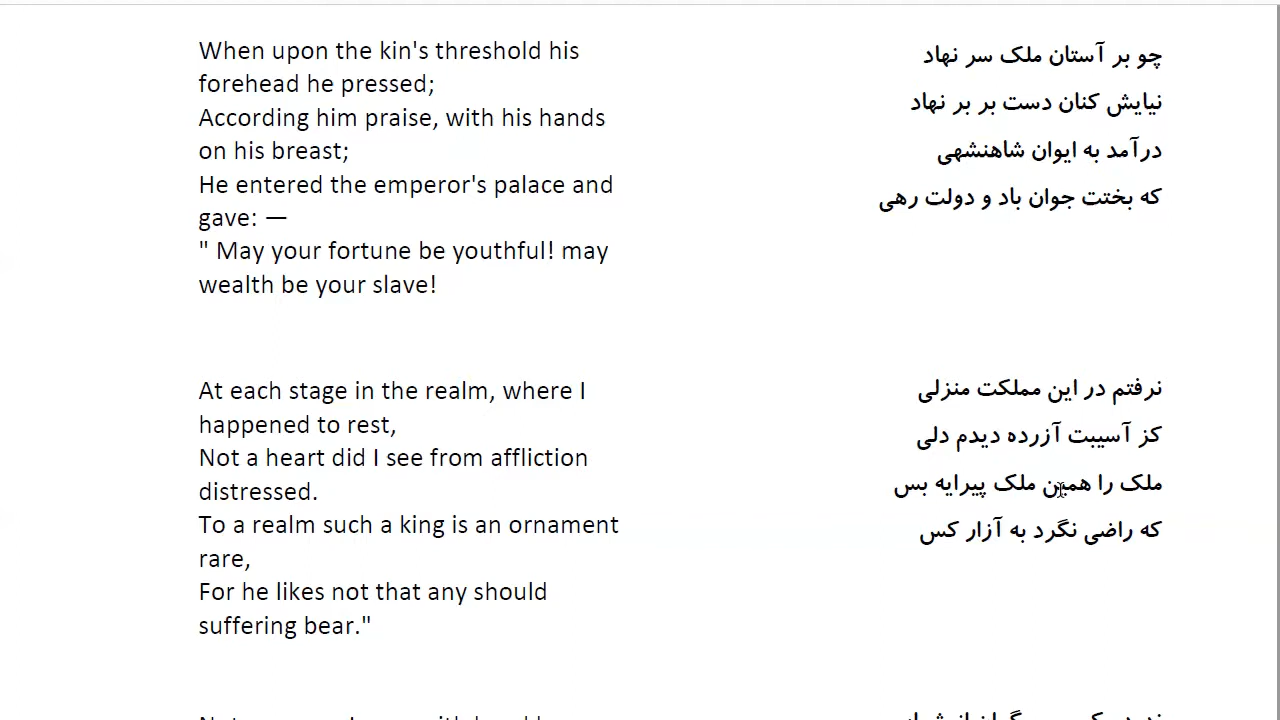 When upon the kin's threshold his
forehead he pressed;
According him praise, with his hands
on his breast;
He entered the emperor's palace and
gave: —
" May your fortune be youthful! may
wealth be your slave!
چو بر آستان ملک سر نهاد
نیایش کنان دست بر بر نهاد
درآمد به ایوان شاهنشهی
که بختت جوان باد و دولت رهی
At each stage in the realm, where I
happened to rest,
Not a heart did I see from affliction
distressed.
To a realm such a king is an ornament
rare,
For he likes not that any should
suffering bear."
نرفتم در این مملکت منزلی
کز آسیبت آزرده دیدم دلی
ملک را همین ملک پیرایه بس
که راضی نگرد به آزار کس